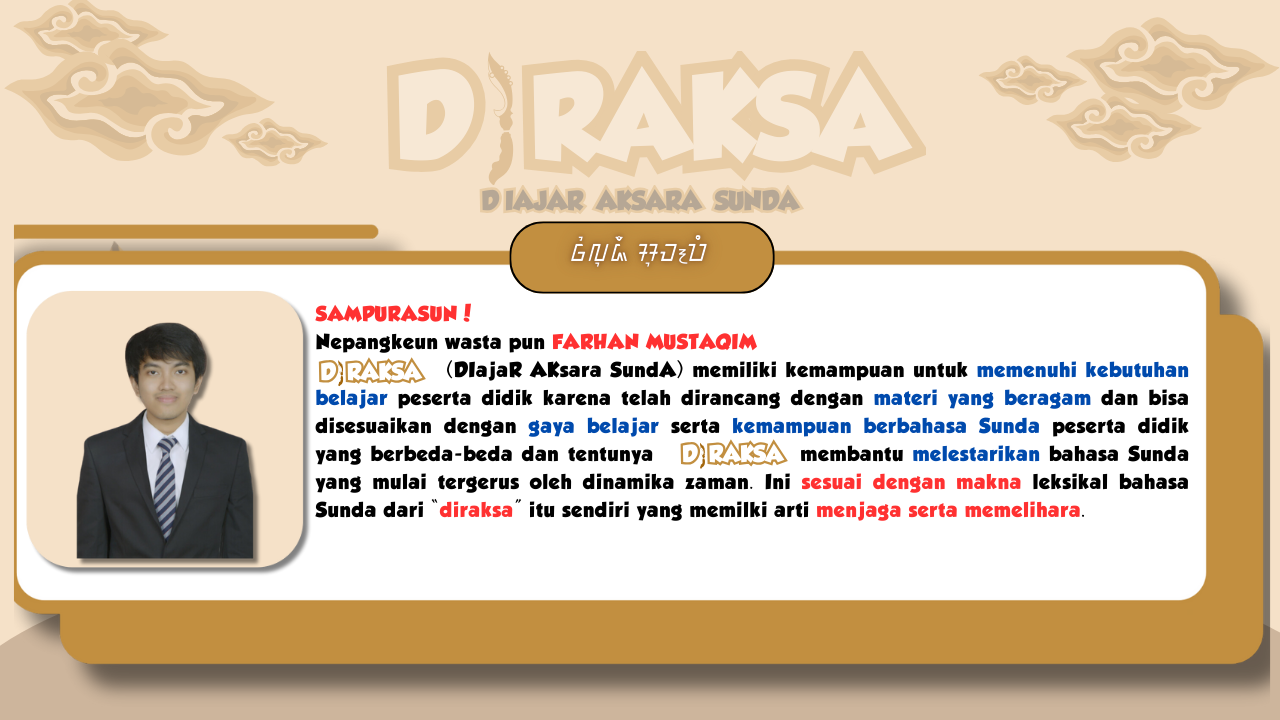 DIRAKSA
DIAJAR AKSARA SUNDA
SAMPURASUN!
Nepangkeun wasta pun FARHAN MUSTAQIM
DIRAKSA (DIajaR AKsara SundA) memiliki kemampuan untuk memenuhi kebutuhan
belajar peserta didik karena telah dirancang dengan materi yang beragam dan bisa
disesuaikan dengan gaya belajar serta kemampuan berbahasa Sunda peserta didik
yang berbeda-beda dan tentunya DIRAKSA membantu melestarikan bahasa Sunda
yang mulai tergerus oleh dinamika zaman. Ini sesuai dengan makna leksikal bahasa
Sunda dari “diraksa” itu sendiri yang memilki arti menjaga serta memelihara.